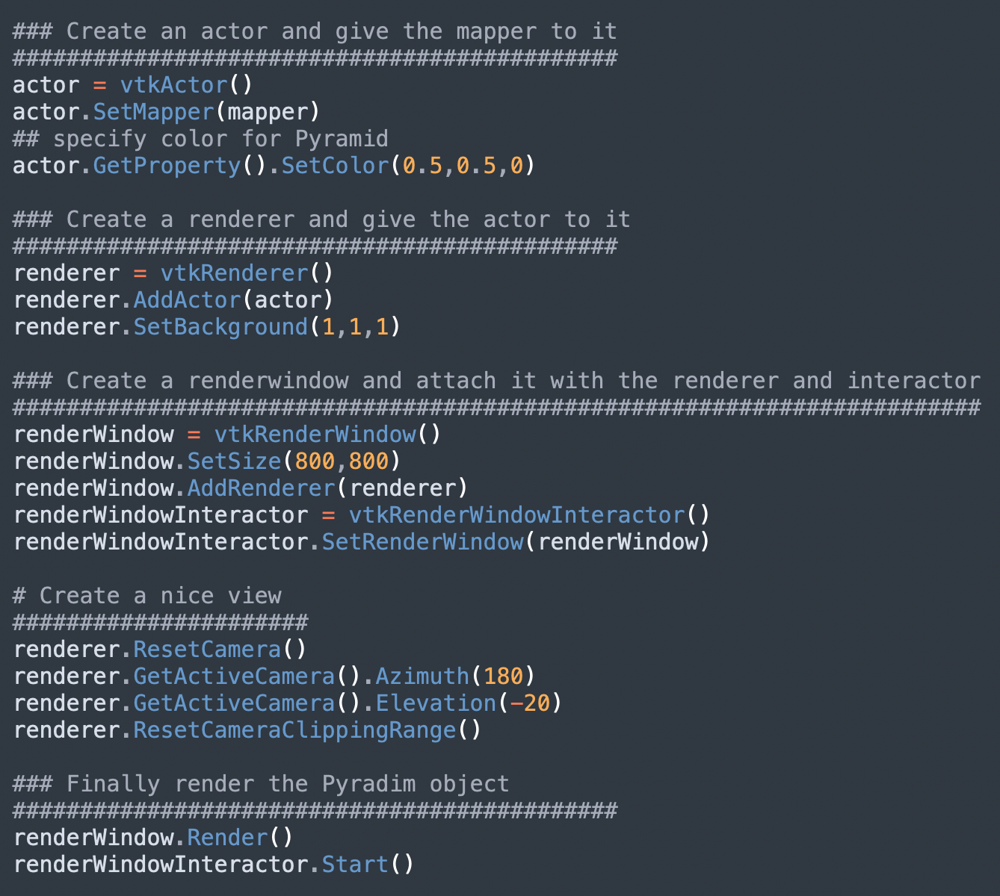 ### Create an actor and give the mapper to it
#############################################
actor = vtkActor()
actor.SetMapper(mapper)
## specify color for Pyramid
actor.GetProperty().SetColor(0.5,0.5,0)
### Create a renderer and give the actor to it
#############################################
renderer = vtkRenderer()
renderer.AddActor(actor)
renderer.SetBackground(1,1,1)
### Create a renderwindow and attach it with the renderer and interactor
########################################################################
renderWindow = vtkRenderWindow()
renderWindow.SetSize(800,800)
renderWindow.AddRenderer(renderer)
renderWindowInteractor = vtkRenderWindowInteractor()
renderWindowInteractor.SetRenderWindow(renderWindow)
# Create a nice view
######################
renderer.ResetCamera()
renderer.GetActiveCamera().Azimuth(180)
renderer.GetActiveCamera().Elevation(-20)
renderer.ResetCameraClippingRange()
### Finally render the Pyradim object
#############################################
renderWindow.Render()
renderWindowInteractor.Start()